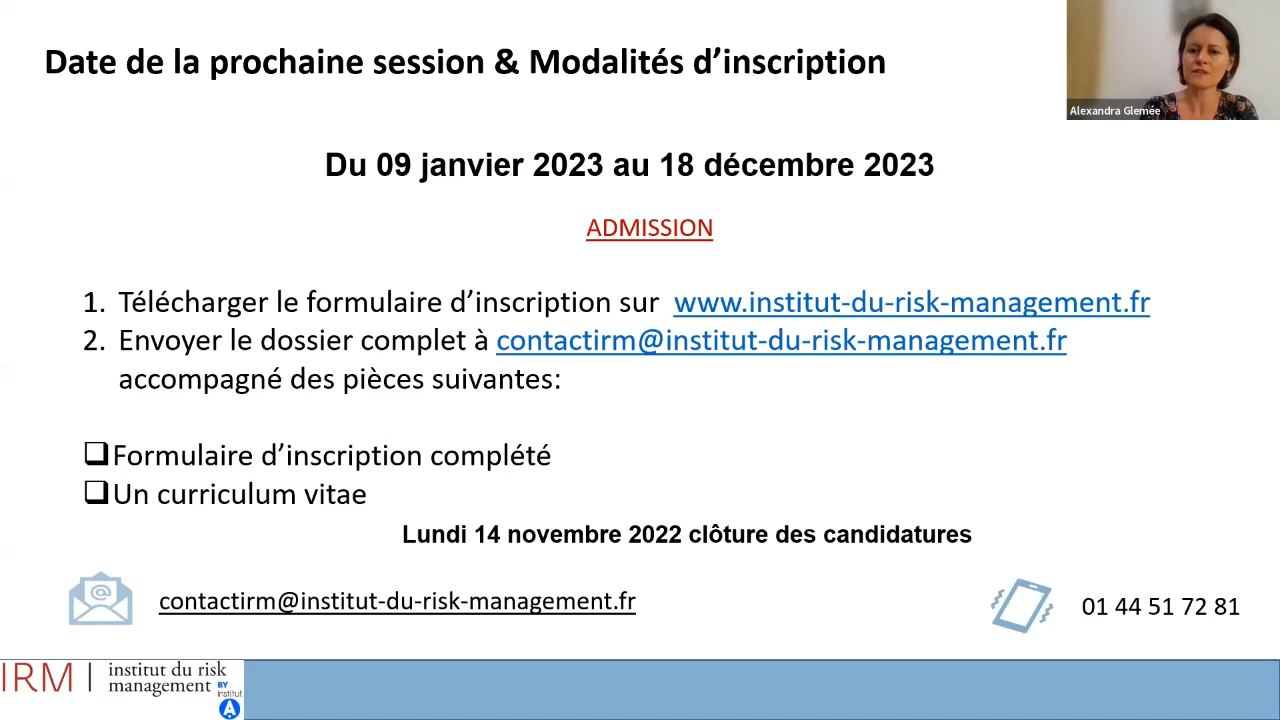 Date de la prochaine session & Modalités d’inscription
Alexandra Glemée
Du 09 janvier 2023 au 18 décembre 2023
ADMISSION
1. Télécharger le formulaire d’inscription sur www.institut-du-risk-management.fr
2. Envoyer le dossier complet à contactirm@institut-du-risk-management.fr
accompagné des pièces suivantes:
❑Formulaire d’inscription complété
❑Un curriculum vitae
Lundi 14 novembre 2022 clôture des candidatures
@
contactirm@institut-du-risk-management.fr
01 44 51 72 81
IRM | institut du risk
management BY
Institut.
A